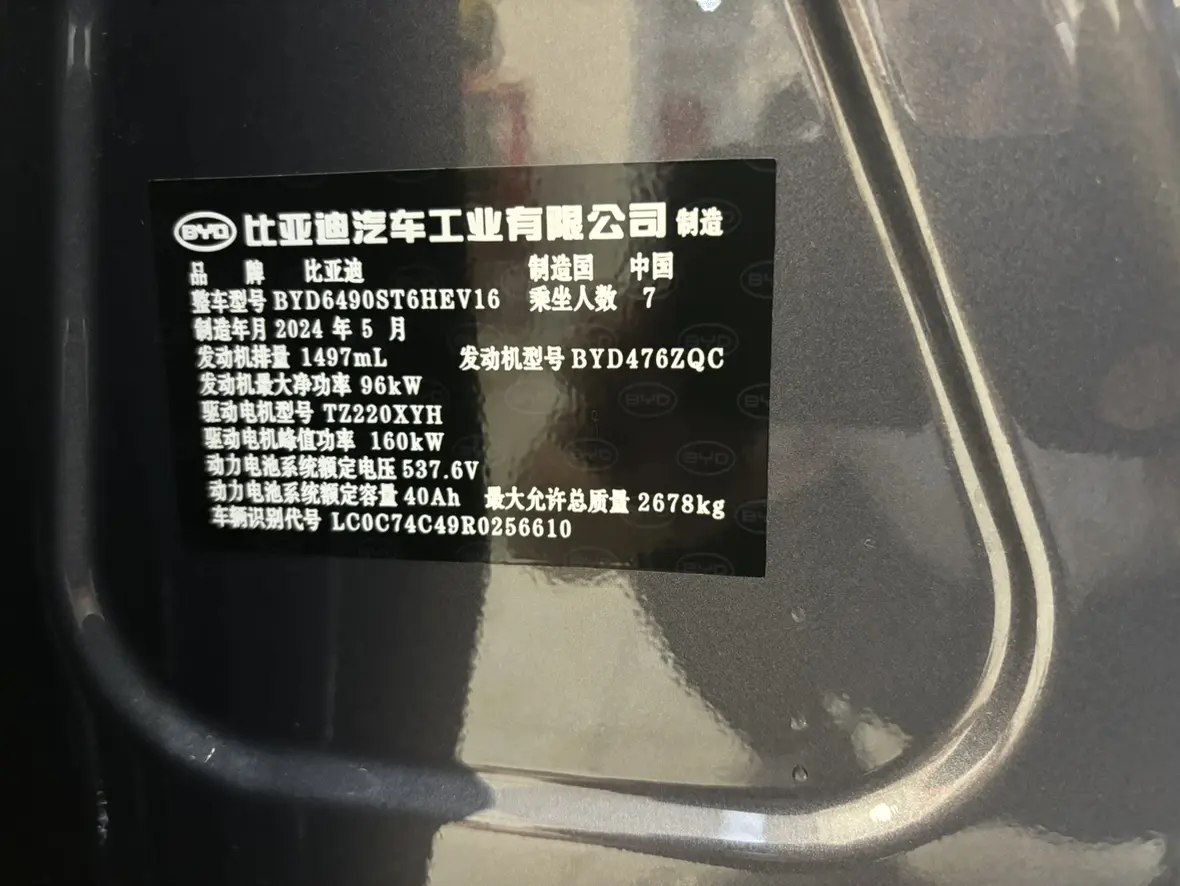 BYD 比亚迪汽车工业有限公司 制造
品 牌 比亚迪 制造国 中国
整车型号 BYD6490ST6HEV16 乘坐人数 7
制造年月 2024 年 5 月
发动机排量 1497mL 发动机型号 BYD476ZQC
发动机最大净功率 96kW
驱动电机型号 TZ220XYH
驱动电机峰值功率 160kW
动力电池系统额定电压 537.6V
动力电池系统额定容量 40Ah 最大允许总质量 2678kg
车辆识别代号 LC0C74C49R0256610